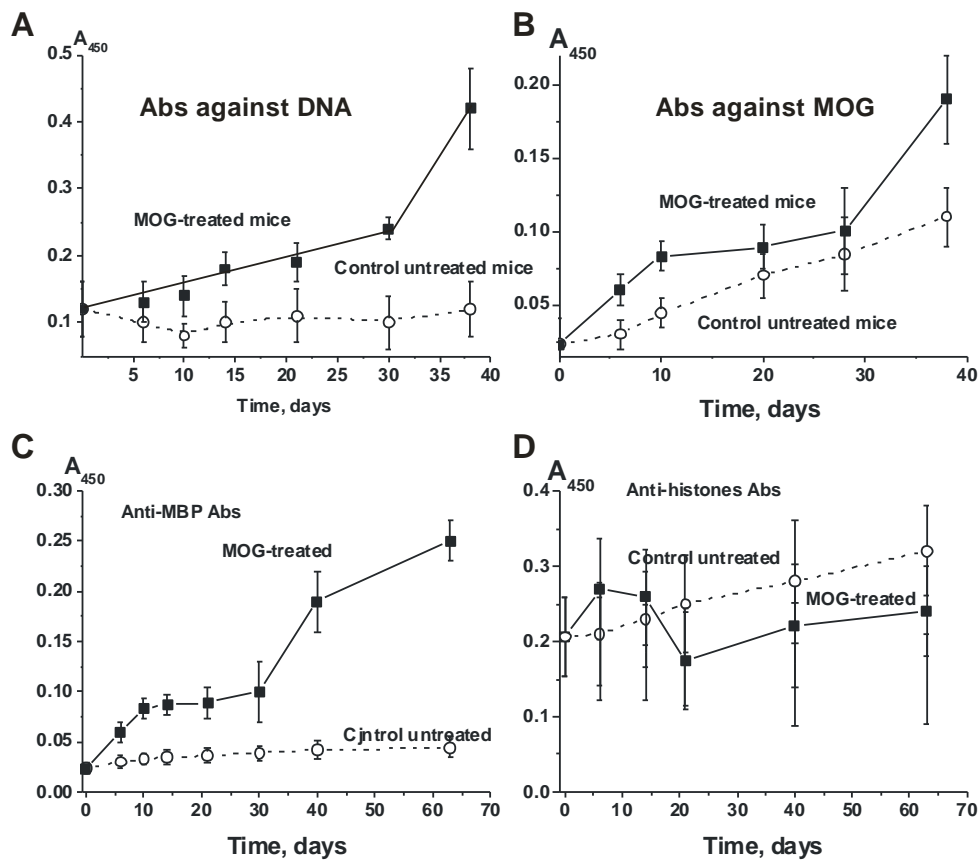 A
A450
0.5
0.4
0.3
0.2
0.1
Abs against DNA
MOG-treated mice
Control untreated mice
5 10 15 20 25 30 35 40
Time, days
B
A450
0.20
0.15
0.10
0.05
Abs against MOG
MOG-treated mice
Control untreated mice
0 10 20 30 40
Time, days
C
A450
0.30
0.25
0.20
0.15
0.10
0.05
0.00
Anti-MBP Abs
MOG-treated
Cjntrol untreated
0 10 20 30 40 50 60 70
Time, days
D
A450
0.4
0.3
0.2
0.1
0.0
Anti-histones Abs
Control untreated
MOG-treated
0 10 20 30 40 50 60 70
Time, days